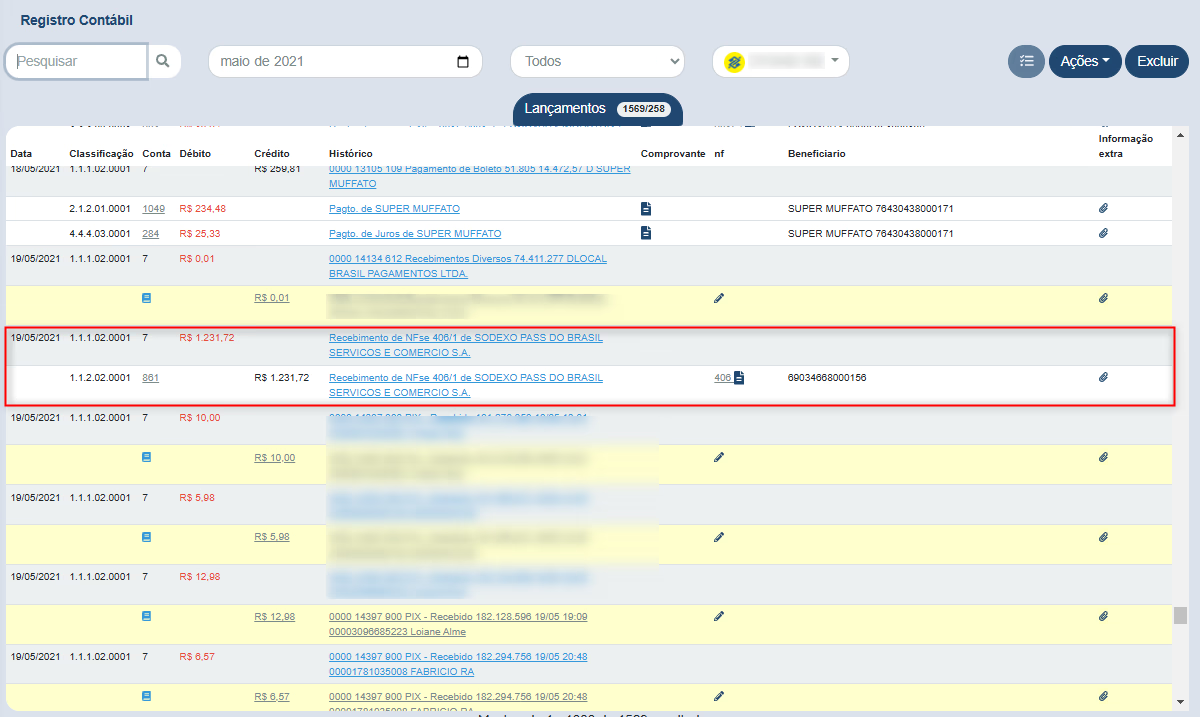 Registro Contábil
Pesquisar
maio de 2021
Todos
Ações
Excluir
Lançamentos 1569/258
Data Classificação Conta Débito Crédito Histórico Comprovante nf Beneficiario Informação extra
18/05/2021 1.1.1.02.0001 7 R$ 259,81 0000 13105 109 Pagamento de Boleto 51.805 14.472,57 D SUPER
MUFFATO
2.1.2.01.0001 1049 R$ 234,48 Pagto. de SUPER MUFFATO SUPER MUFFATO 76430438000171
4.4.4.03.0001 284 R$ 25,33 Pagto. de Juros de SUPER MUFFATO SUPER MUFFATO 76430438000171
19/05/2021 1.1.1.02.0001 7 R$ 0,01 0000 14134 612 Recebimentos Diversos 74.411.277 DLOCAL
BRASIL PAGAMENTOS LTDA.
R$ 0,01
19/05/2021 1.1.1.02.0001 7 R$ 1.231,72 Recebimento de NFse 406/1 de SODEXO PASS DO BRASIL
SERVICOS E COMERCIO S.A.
1.1.2.02.0001 861 R$ 1.231,72 Recebimento de NFse 406/1 de SODEXO PASS DO BRASIL 406 69034668000156
SERVICOS E COMERCIO S.A.
19/05/2021 1.1.1.02.0001 7 R$ 10,00
R$ 10,00
19/05/2021 1.1.1.02.0001 7 R$ 5,98
R$ 5,98
19/05/2021 1.1.1.02.0001 7 R$ 12,98
R$ 12,98 0000 14397 900 PIX - Recebido 182.128.596 19/05 19:09
00003096685223 Loiane Alme
19/05/2021 1.1.1.02.0001 7 R$ 6,57 0000 14397 900 PIX - Recebido 182.294.756 19/05 20:48
00001781035008 FABRICIO RA
R$ 6,57 0000 14397 900 PIX - Recebido 182.294.756 19/05 20:48